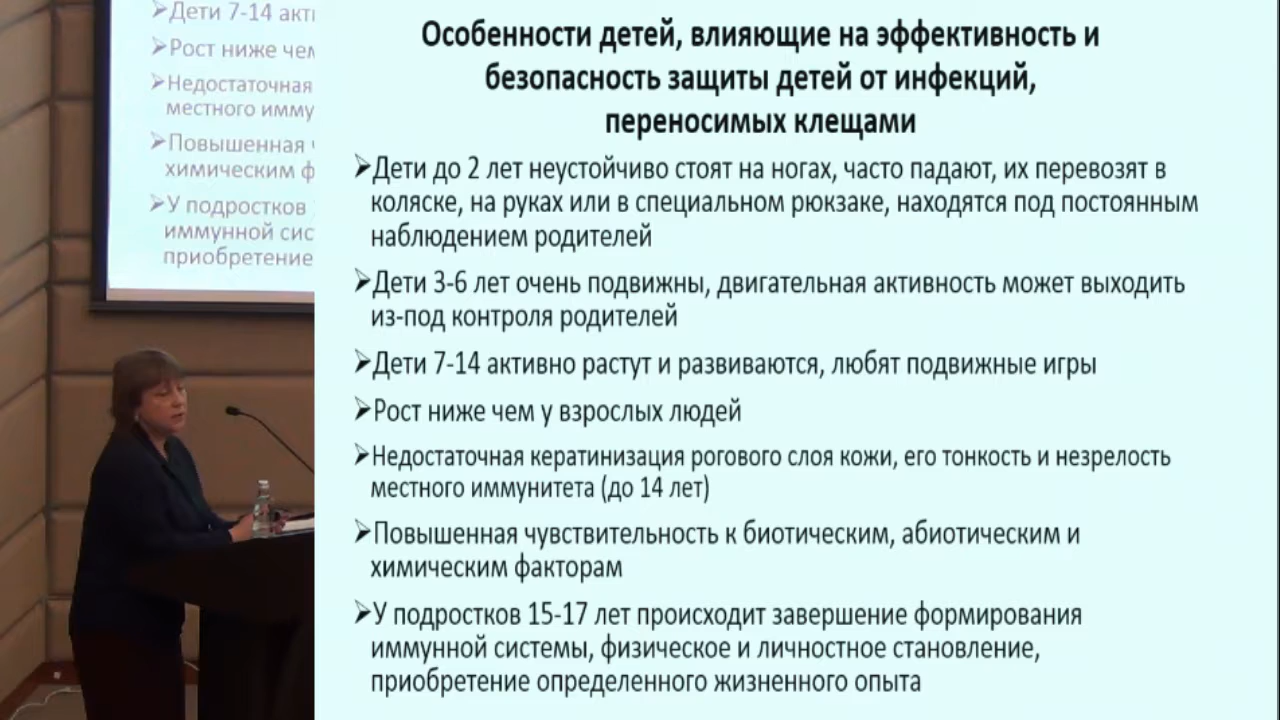 Дети 7-14 акти
Рост ниже чем
Недостаточная
местного имму
Повышенная ч
химическим ф
У подростков
иммунной сис
приобретение
Особенности детей, влияющие на эффективность и
безопасность защиты детей от инфекций,
переносимых клещами
Дети до 2 лет неустойчиво стоят на ногах, часто падают, их перевозят в
коляске, на руках или в специальном рюкзаке, находятся под постоянным
наблюдением родителей
Дети 3-6 лет очень подвижны, двигательная активность может выходить
из-под контроля родителей
Дети 7-14 активно растут и развиваются, любят подвижные игры
Рост ниже чем у взрослых людей
Недостаточная кератинизация рогового слоя кожи, его тонкость и незрелость
местного иммунитета (до 14 лет)
Повышенная чувствительность к биотическим, абиотическим и
химическим факторам
У подростков 15-17 лет происходит завершение формирования
иммунной системы, физическое и личностное становление,
приобретение определенного жизненного опыта